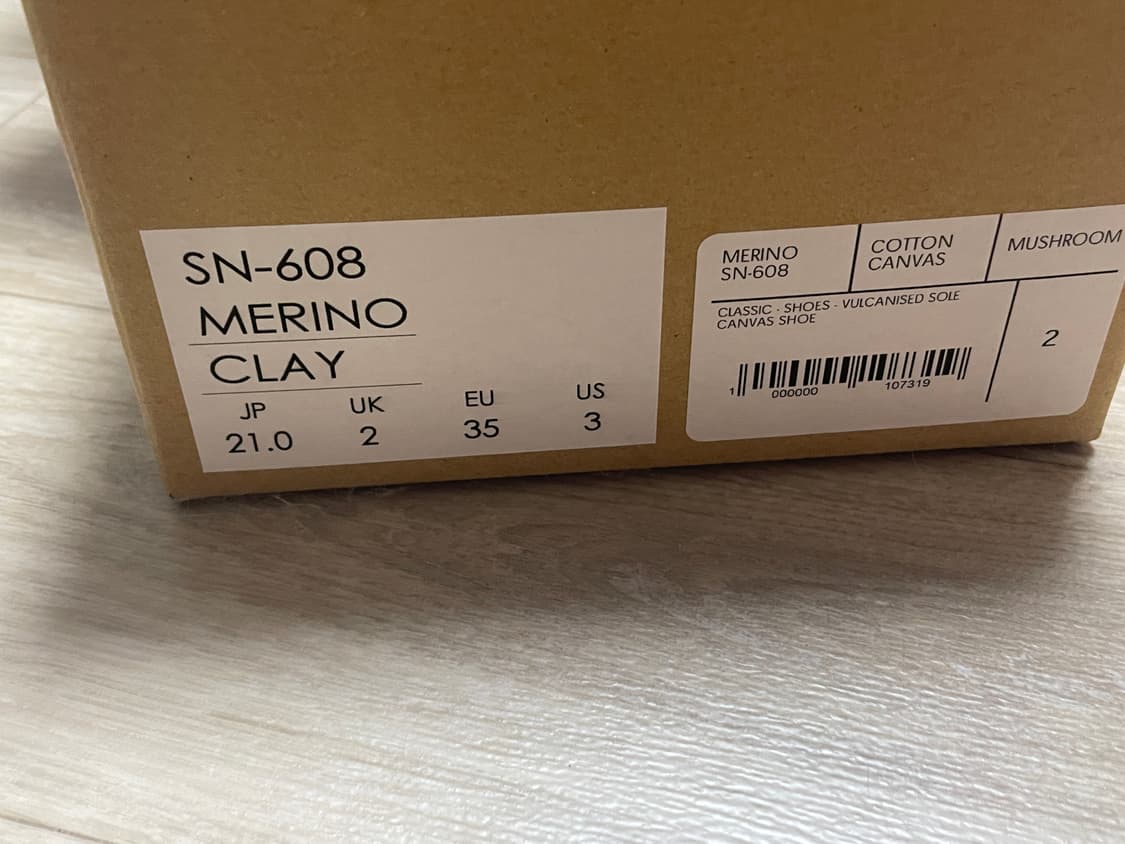 SN-608
MERINO
CLAY
JP UK EU US
21.0 2 35 3
MERINO
SN-608
COTTON
CANVAS
MUSHROOM
CLASSIC · SHOES · VULCANISED SOLE
CANVAS SHOE
2
1 000000 107319